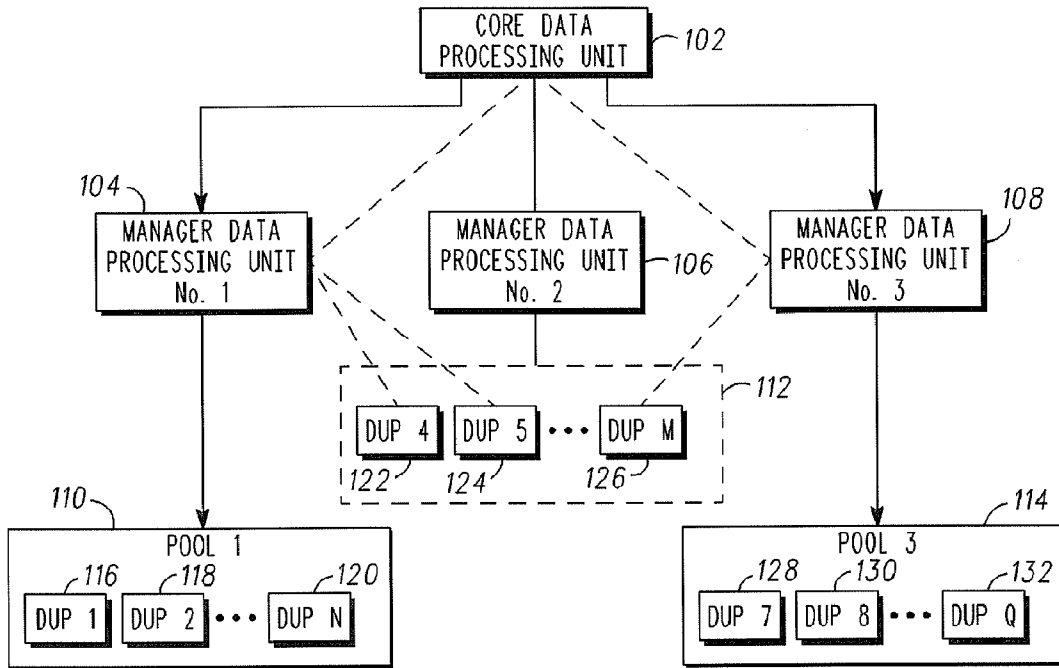 CORE DATA
PROCESSING UNIT
102
104
MANAGER DATA
PROCESSING UNIT
No. 1
MANAGER DATA
PROCESSING UNIT
No. 2
106
108
MANAGER DATA
PROCESSING UNIT
No. 3
112
DUP 4
DUP 5
DUP M
122
124
126
110
POOL 1
116
118
120
DUP 1
DUP 2
DUP N
114
POOL 3
128
130
132
DUP 7
DUP 8
DUP Q